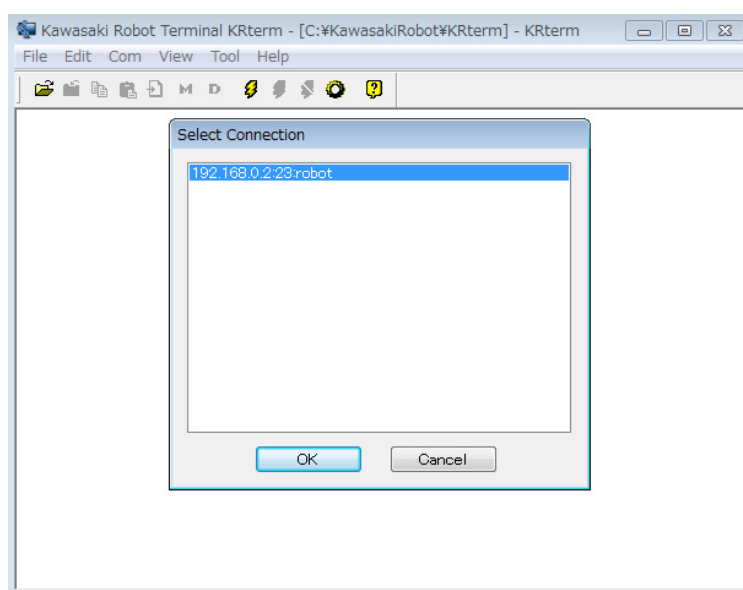 Kawasaki Robot Terminal KRterm - [C:¥KawasakiRobot¥KRterm] - KRterm
File Edit Com View Tool Help
M D
Select Connection
192.168.0.2:23:robot
OK Cancel